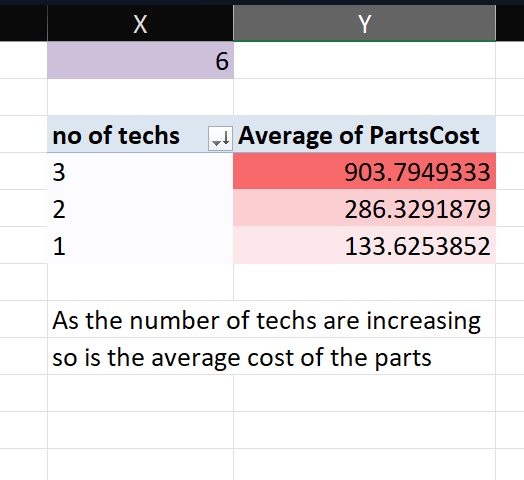 X Y
6
no of techs Average of PartsCost
3 903.7949333
2 286.3291879
1 133.6253852
As the number of techs are increasing
so is the average cost of the parts